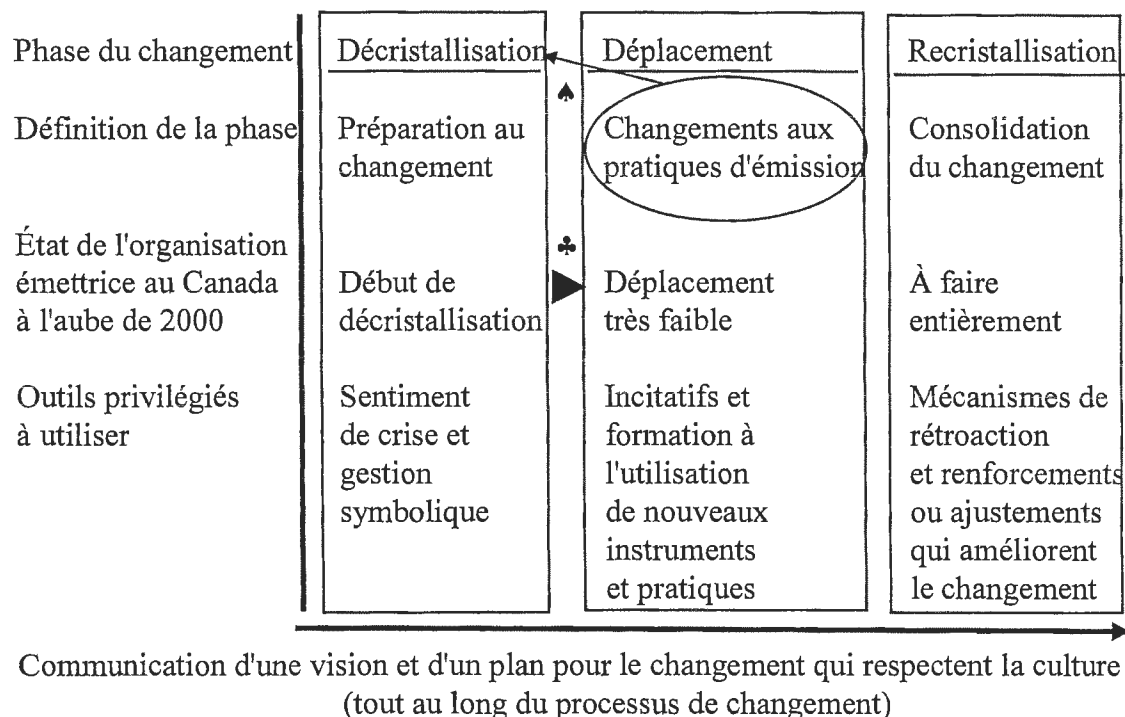 Phase du changement
Décristallisation
Déplacement
Recristallisation
♠
Définition de la phase
Préparation au
changement
Changements aux
pratiques d'émission
Consolidation
du changement
♣
État de l'organisation
émettrice au Canada
à l'aube de 2000
Début de
décristallisation
Déplacement
très faible
À faire
entièrement
Outils privilégiés
à utiliser
Sentiment
de crise et
gestion
symbolique
Incitatifs et
formation à
l'utilisation
de nouveaux
instruments
et pratiques
Mécanismes de
rétroaction
et renforcements
ou ajustements
qui améliorent
le changement
Communication d'une vision et d'un plan pour le changement qui respectent la culture
(tout au long du processus de changement)